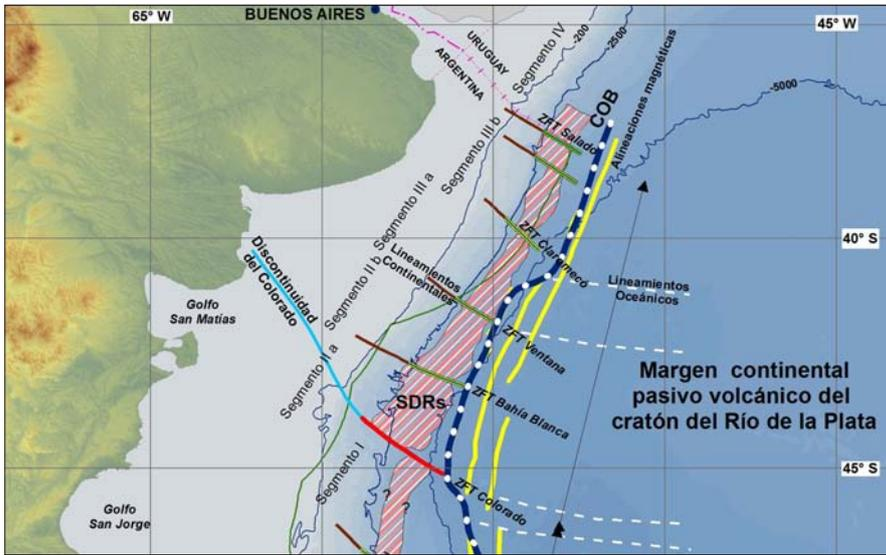 65° W
BUENOS AIRES
45° W
URUGUAY
ARGENTINA
Segmento IV
-200
-2500
Alineaciones magnéticas
-5000
COB
ZFT Salado
Segmento III b
Segmento III a
ZFT Claromecó
40° S
Discontinuidad
del Colorado
Lineamientos
Continentales
Segmento II b
Lineamientos
Oceánicos
Golfo
San Matías
ZFT Ventana
Segmento II a
SDRs
ZFT Bahía Blanca
Margen continental
pasivo volcánico del
cratón del Río de la Plata
Segmento I
45° S
ZFT Colorado
?
?
Golfo
San Jorge